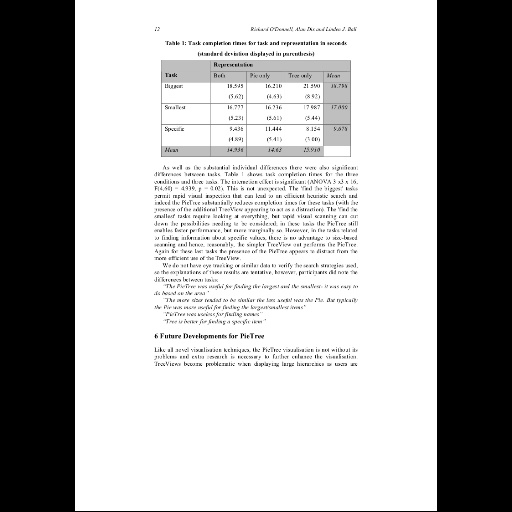 12 Richard O'Donnell, Alan Dix and Linden J. Ball
Table 1: Task completion times for task and representation in seconds
(standard deviation displayed in parenthesis)
Representation
Task Both Pie only Tree only Mean
Biggest 18.595 16.210 21.590 18.798
(5.62) (4.63) (8.92)
Smallest 16.777 16.236 17.987 17.000
(5.23) (5.61) (5.44)
Specific 9.436 11.444 8.154 9.678
(4.89) (5.41) (3.00)
Mean 14.936 14.63 15.910
As well as the substantial individual differences there were also significant
differences between tasks. Table 1 shows task completion times for the three
conditions and three tasks. The interaction effect is significant (ANOVA 3 x3 x 16,
F(4,60) = 4.939, p = 0.02). This is not unexpected. The 'find the biggest' tasks
permit rapid visual inspection that can lead to an efficient heuristic search and
indeed the PieTree substantially reduces completion times for these tasks (with the
presence of the additional TreeView appearing to act as a distraction). The 'find the
smallest' tasks require looking at everything, but rapid visual scanning can cut
down the possibilities needing to be considered; in these tasks the PieTree still
enables faster performance, but more marginally so. However, in the tasks related
to finding information about specific values, there is no advantage to size-based
scanning and hence, reasonably, the simpler TreeView out performs the PieTree.
Again for these last tasks the presence of the PieTree appears to distract from the
more efficient use of the TreeView.
We do not have eye tracking or similar data to verify the search strategies used,
so the explanations of these results are tentative, however, participants did note the
differences between tasks:
"The PieTree was useful for finding the largest and the smallest: it was easy to
do based on the area"
"The more sizes tended to be similar the less useful was the Pie. But typically
the Pie was more useful for finding the largest/smallest items"
"PieTree was useless for finding names"
"Tree is better for finding a specific item"
6 Future Developments for PieTree
Like all novel visualisation techniques, the PieTree visualisation is not without its
problems and extra research is necessary to further enhance the visualisation.
TreeViews become problematic when displaying large hierarchies as users are